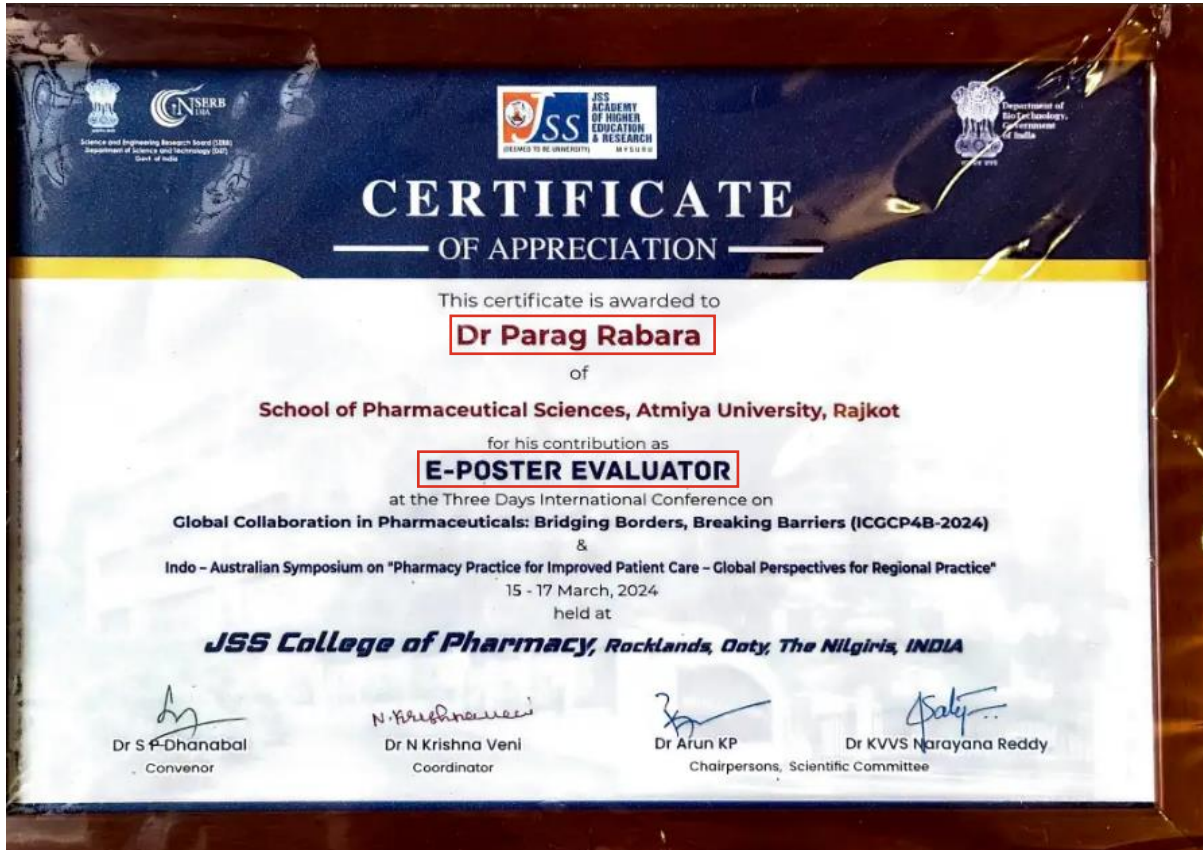 NSERB
INDIA
Science and Engineering Research Board (SERB)
Department of Science and Technology (DST)
Govt. of India
JSS
JSS
ACADEMY
OF HIGHER
EDUCATION
& RESEARCH
(DEEMED TO BE UNIVERSITY) MYSURU
Department of
BioTechnology,
Government
of India
CERTIFICATE
OF APPRECIATION
This certificate is awarded to
Dr Parag Rabara
of
School of Pharmaceutical Sciences, Atmiya University, Rajkot
for his contribution as
E-POSTER EVALUATOR
at the Three Days International Conference on
Global Collaboration in Pharmaceuticals: Bridging Borders, Breaking Barriers (ICGCP4B-2024)
&
Indo – Australian Symposium on "Pharmacy Practice for Improved Patient Care – Global Perspectives for Regional Practice"
15 - 17 March, 2024
held at
JSS College of Pharmacy, Rocklands, Ooty, The Nilgiris, INDIA
Dr S P Dhanabal
Convenor
N. Krishnaveni
Dr N Krishna Veni
Coordinator
Dr Arun KP
Dr KVVS Narayana Reddy
Chairpersons, Scientific Committee